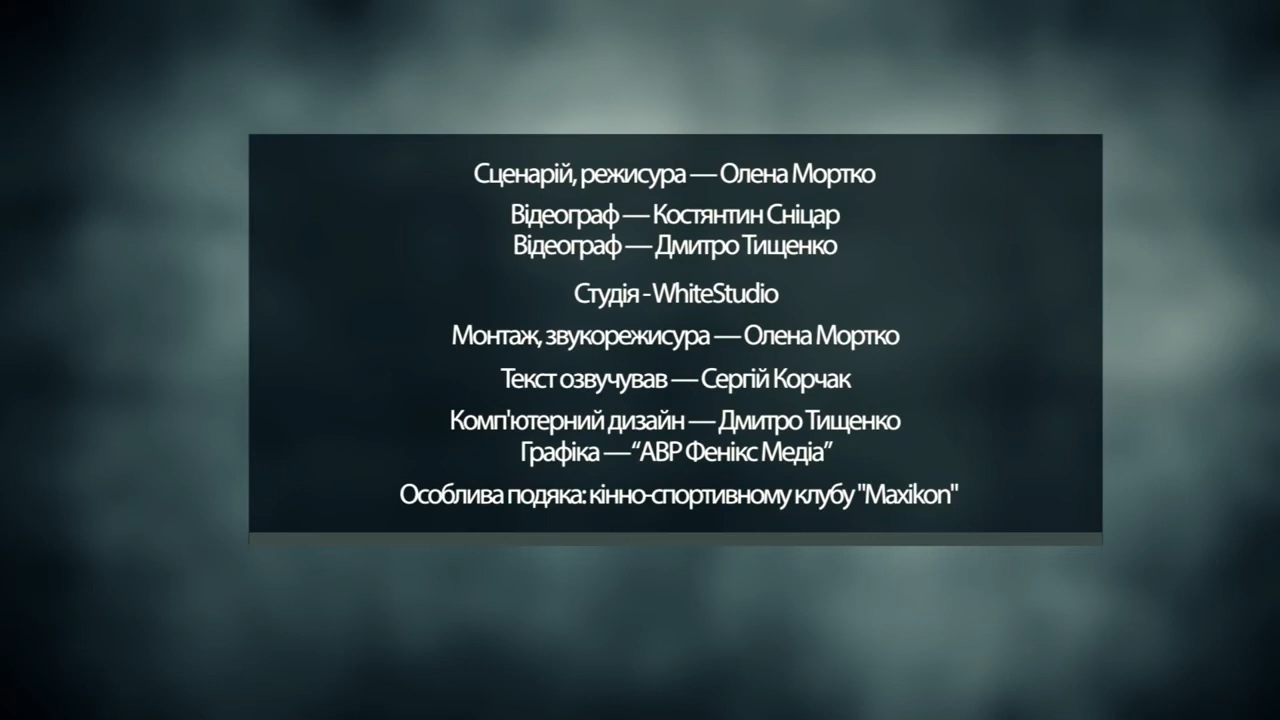 Сценарій, режисура — Олена Мортко
Відеограф — Костянтин Сніцар
Відеограф — Дмитро Тищенко
Студія - WhiteStudio
Монтаж, звукорежисура — Олена Мортко
Текст озвучував — Сергій Корчак
Комп'ютерний дизайн — Дмитро Тищенко
Графіка —“АВР Фенікс Медіа”
Особлива подяка: кінно-спортивному клубу "Maxikon"